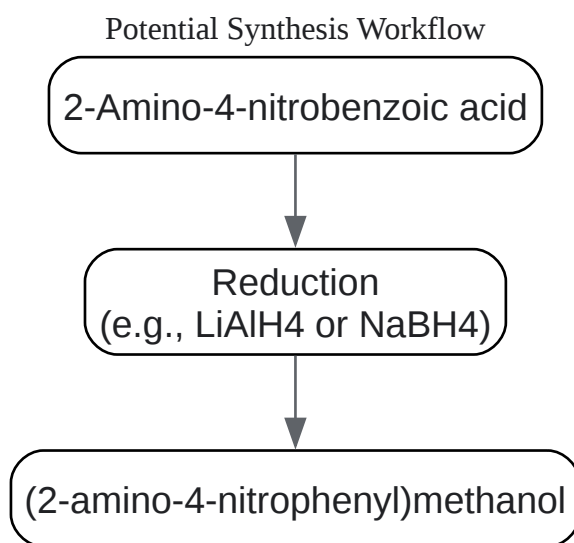 Potential Synthesis Workflow
2-Amino-4-nitrobenzoic acid
Reduction
(e.g., LiAlH4 or NaBH4)
(2-amino-4-nitrophenyl)methanol